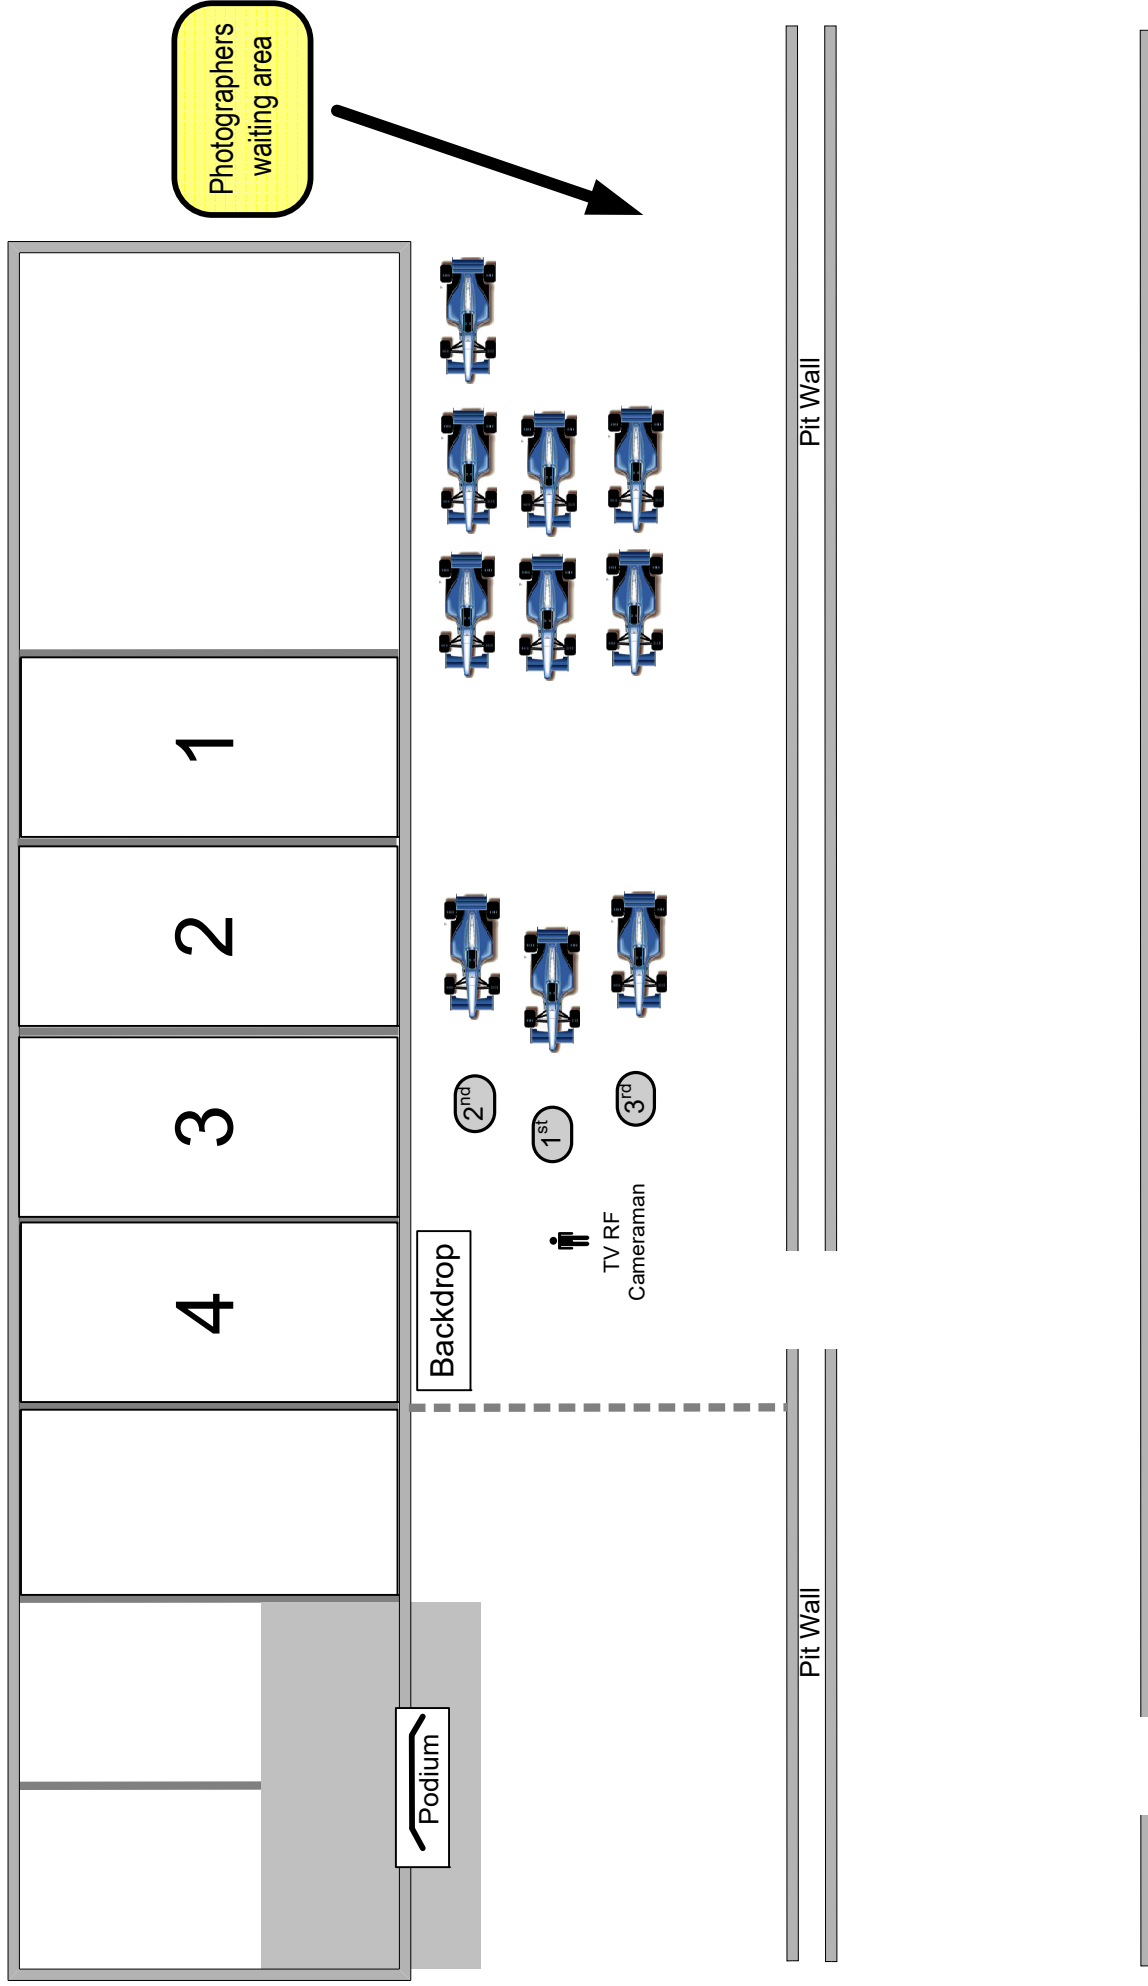 Photographers
waiting area
Pit Wall
1
2
3
4
2nd
1st
3rd
TV RF
Cameraman
Backdrop
Pit Wall
Podium